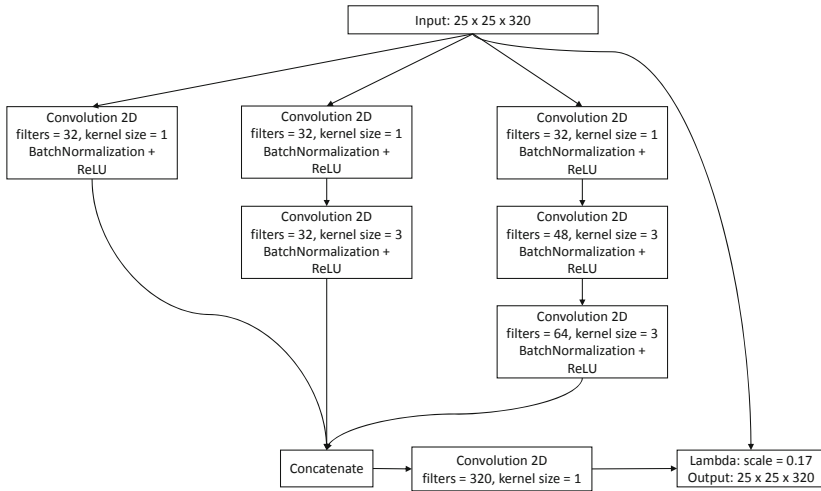 Input: 25 x 25 x 320
Convolution 2D
filters = 32, kernel size = 1
BatchNormalization +
ReLU
Convolution 2D
filters = 32, kernel size = 1
BatchNormalization +
ReLU
Convolution 2D
filters = 32, kernel size = 1
BatchNormalization +
ReLU
Convolution 2D
filters = 32, kernel size = 3
BatchNormalization +
ReLU
Convolution 2D
filters = 48, kernel size = 3
BatchNormalization +
ReLU
Convolution 2D
filters = 64, kernel size = 3
BatchNormalization +
ReLU
Concatenate
Convolution 2D
filters = 320, kernel size = 1
Lambda: scale = 0.17
Output: 25 x 25 x 320